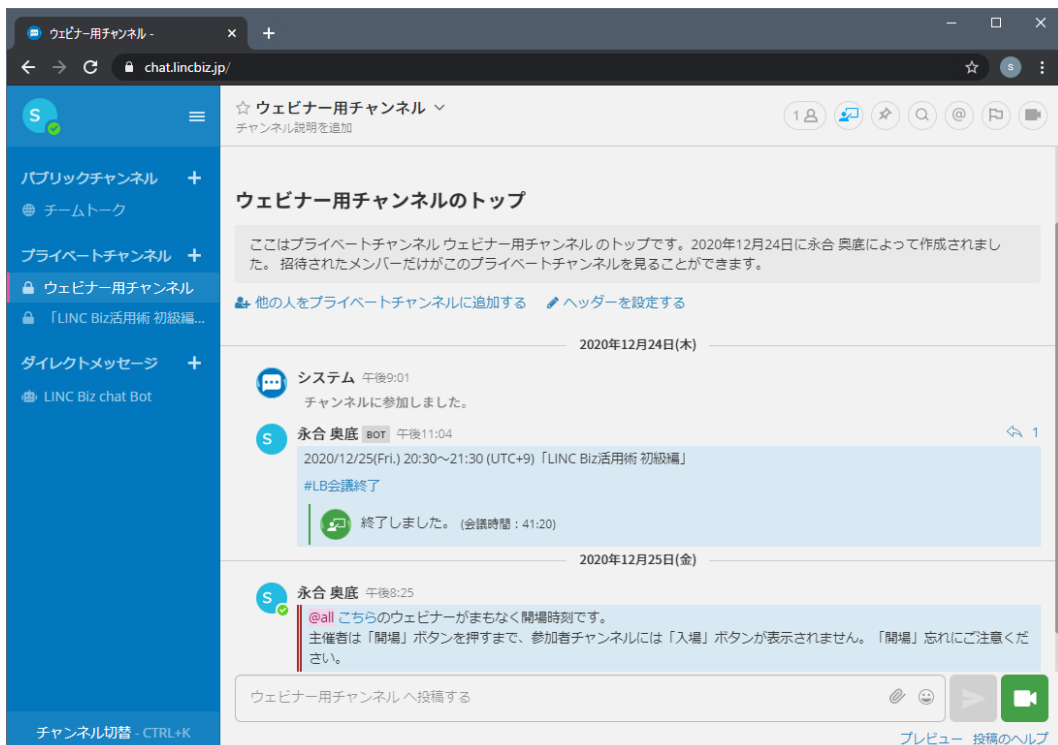 ウェビナー用チャンネル -
chat.lincbiz.jp/
S
S
☆ ウェビナー用チャンネル
チャンネル説明を追加
1
@
パブリックチャンネル +
チームトーク
プライベートチャンネル +
ウェビナー用チャンネル
「LINC Biz活用術 初級編...
ダイレクトメッセージ +
LINC Biz chat Bot
チャンネル切替 - CTRL+K
ウェビナー用チャンネルのトップ
ここはプライベートチャンネル ウェビナー用チャンネル のトップです。2020年12月24日に永合 奥底によって作成されまし
た。 招待されたメンバーだけがこのプライベートチャンネルを見ることができます。
他の人をプライベートチャンネルに追加する ヘッダーを設定する
2020年12月24日(木)
システム 午後9:01
チャンネルに参加しました。
S
永合 奥底 BOT 午後11:04
1
2020/12/25(Fri.) 20:30～21:30 (UTC+9)「LINC Biz活用術 初級編」
#LB会議終了
終了しました。 (会議時間：41:20)
2020年12月25日(金)
S
永合 奥底 午後8:25
@all こちらのウェビナーがまもなく開場時刻です。
主催者は「開場」ボタンを押すまで、参加者チャンネルには「入場」ボタンが表示されません。「開場」忘れにご注意くだ
さい。
ウェビナー用チャンネル へ投稿する
プレビュー 投稿のヘルプ